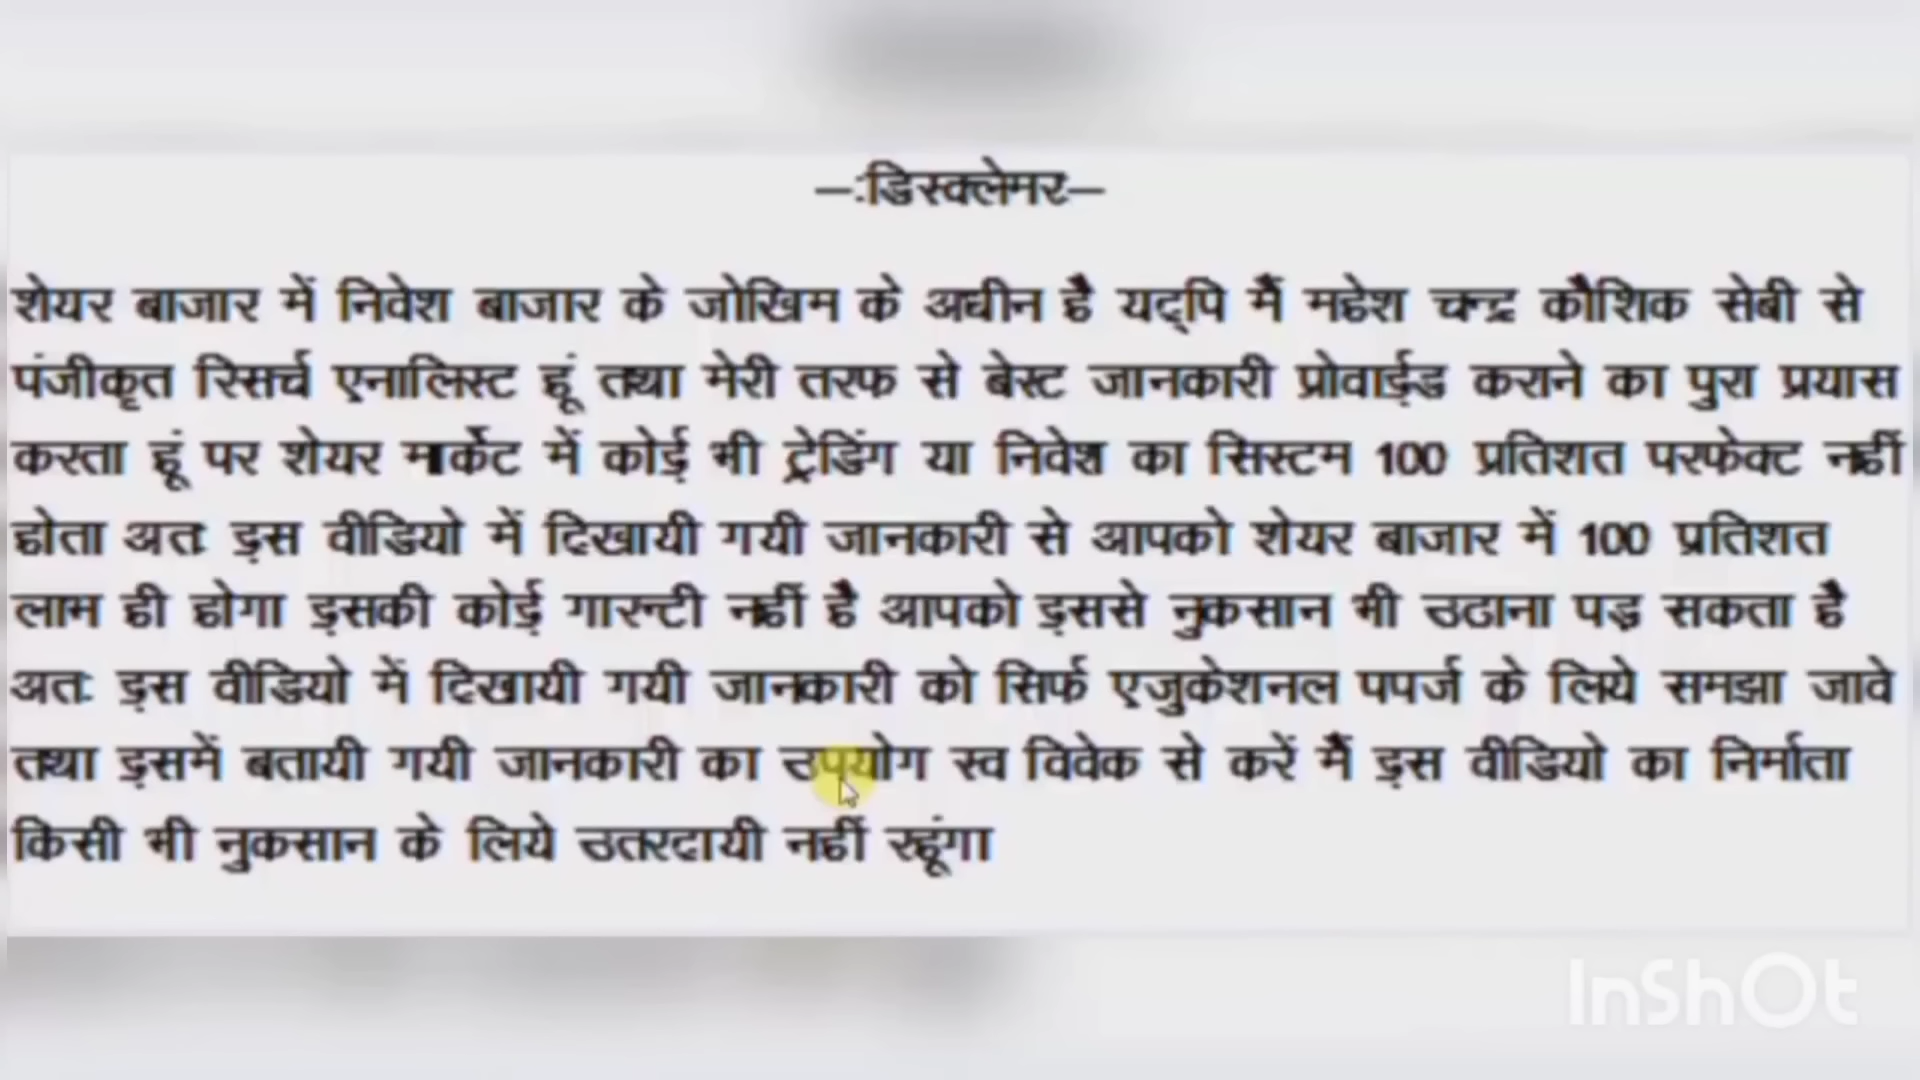 —:डिस्क्लेमर—
शेयर बाजार में निवेश बाजार के जोखिम के अधीन है यद्पि मैं महेश चन्द्र कौशिक सेबी से
पंजीकृत रिसर्च एनालिस्ट हूं तथा मेरी तरफ से बेस्ट जानकारी प्रोवाईड कराने का पुरा प्रयास
करता हूं पर शेयर मार्केट में कोई भी ट्रेडिंग या निवेश का सिस्टम 100 प्रतिशत परफेक्ट नहीं
होता अतः इस वीडियो में दिखायी गयी जानकारी से आपको शेयर बाजार में 100 प्रतिशत
लाभ ही होगा इसकी कोई गारन्टी नहीं है आपको इससे नुकसान भी उठाना पड़ सकता है
अतः इस वीडियो में दिखायी गयी जानकारी को सिर्फ एजुकेशनल पपर्ज के लिये समझा जावे
तथा इसमें बतायी गयी जानकारी का उपयोग स्व विवेक से करें मैं इस वीडियो का निर्माता
किसी भी नुकसान के लिये उतरदायी नहीं रहूंगा
InShOt